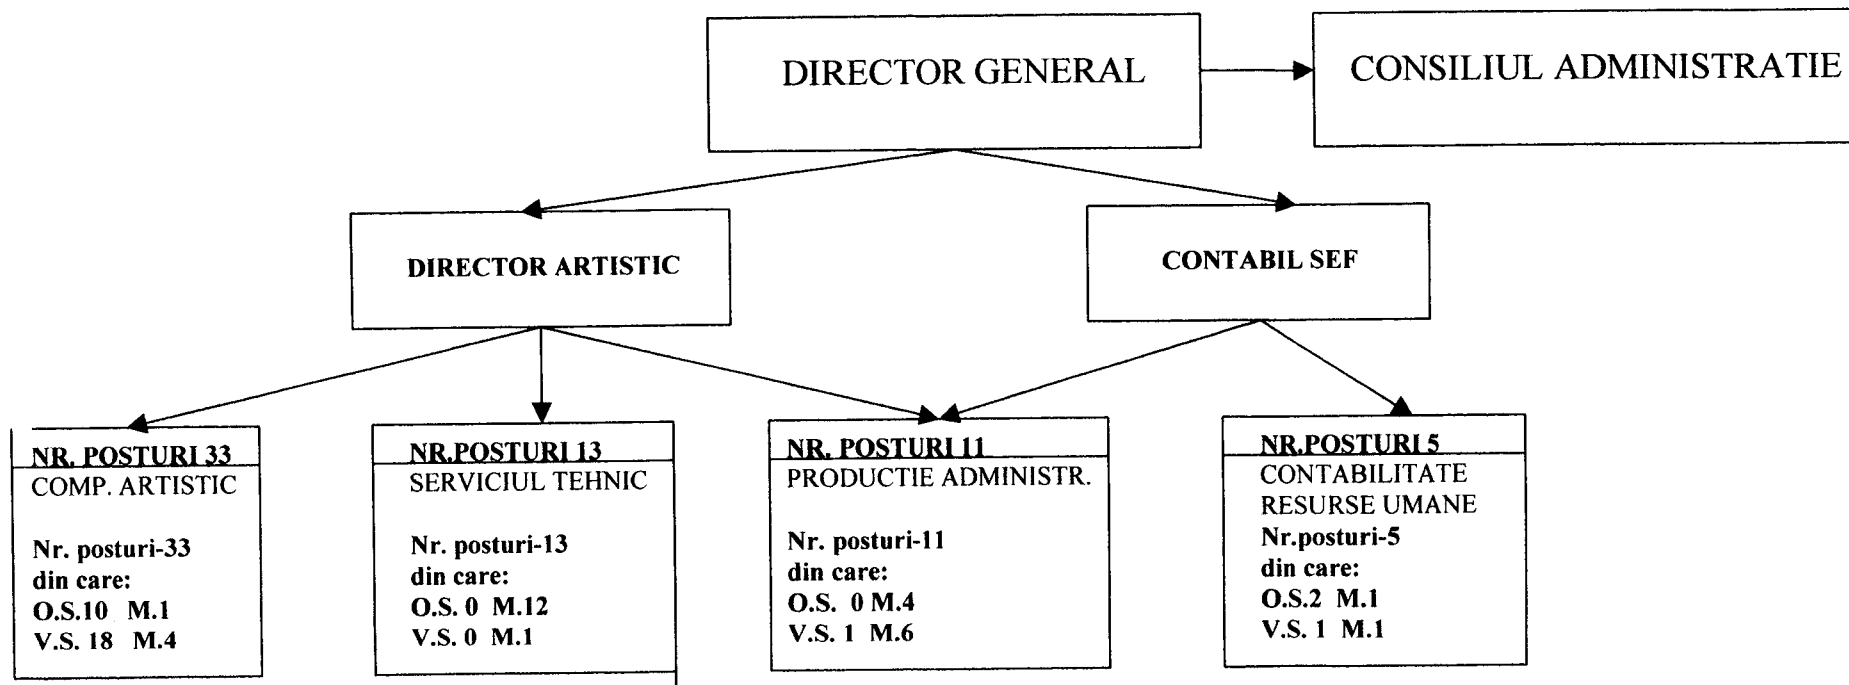 DIRECTOR GENERAL
CONSILIUL ADMINISTRATIE
DIRECTOR ARTISTIC
CONTABIL SEF
NR. POSTURI 33
COMP. ARTISTIC
Nr. posturi-33
din care:
O.S.10 M.1
V.S. 18 M.4
NR.POSTURI 13
SERVICIUL TEHNIC
Nr. posturi-13
din care:
O.S. 0 M.12
V.S. 0 M.1
NR. POSTURI 11
PRODUCTIE ADMINISTR.
Nr. posturi-11
din care:
O.S. 0 M.4
V.S. 1 M.6
NR.POSTURI 5
CONTABILITATE
RESURSE UMANE
Nr.posturi-5
din care:
O.S.2 M.1
V.S. 1 M.1